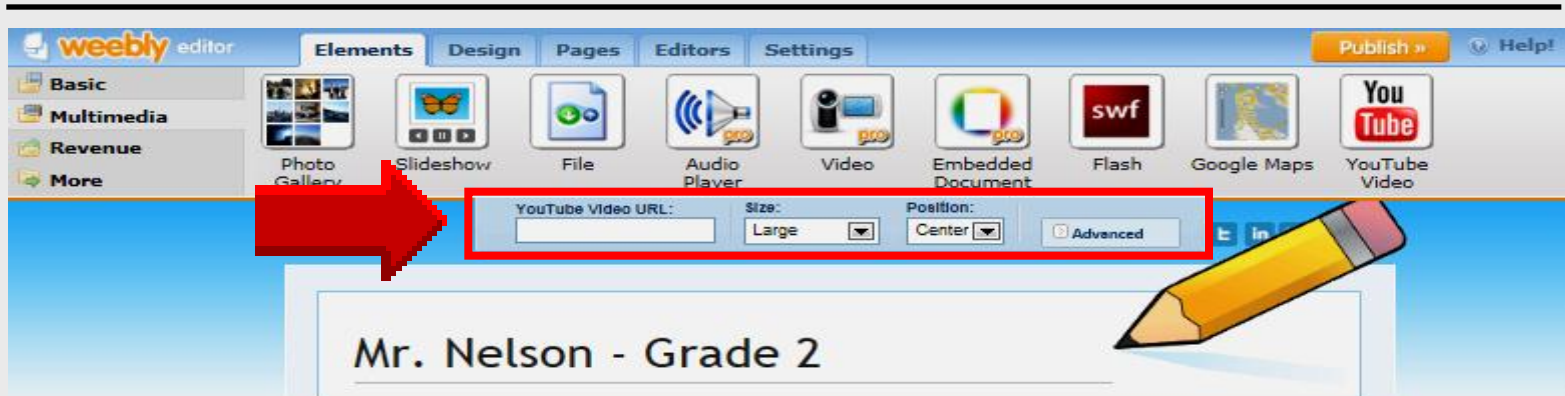 weebly editor
Elements Design Pages Editors Settings
Publish »
Help!
Basic
Multimedia
Revenue
More
Photo Gallery
Slideshow
File
Audio Player
pro
Video
pro
Embedded Document
pro
swf
Flash
Google Maps
You Tube
YouTube Video
YouTube Video URL:
Size:
Large
Position:
Center
Advanced
t in
Mr. Nelson - Grade 2